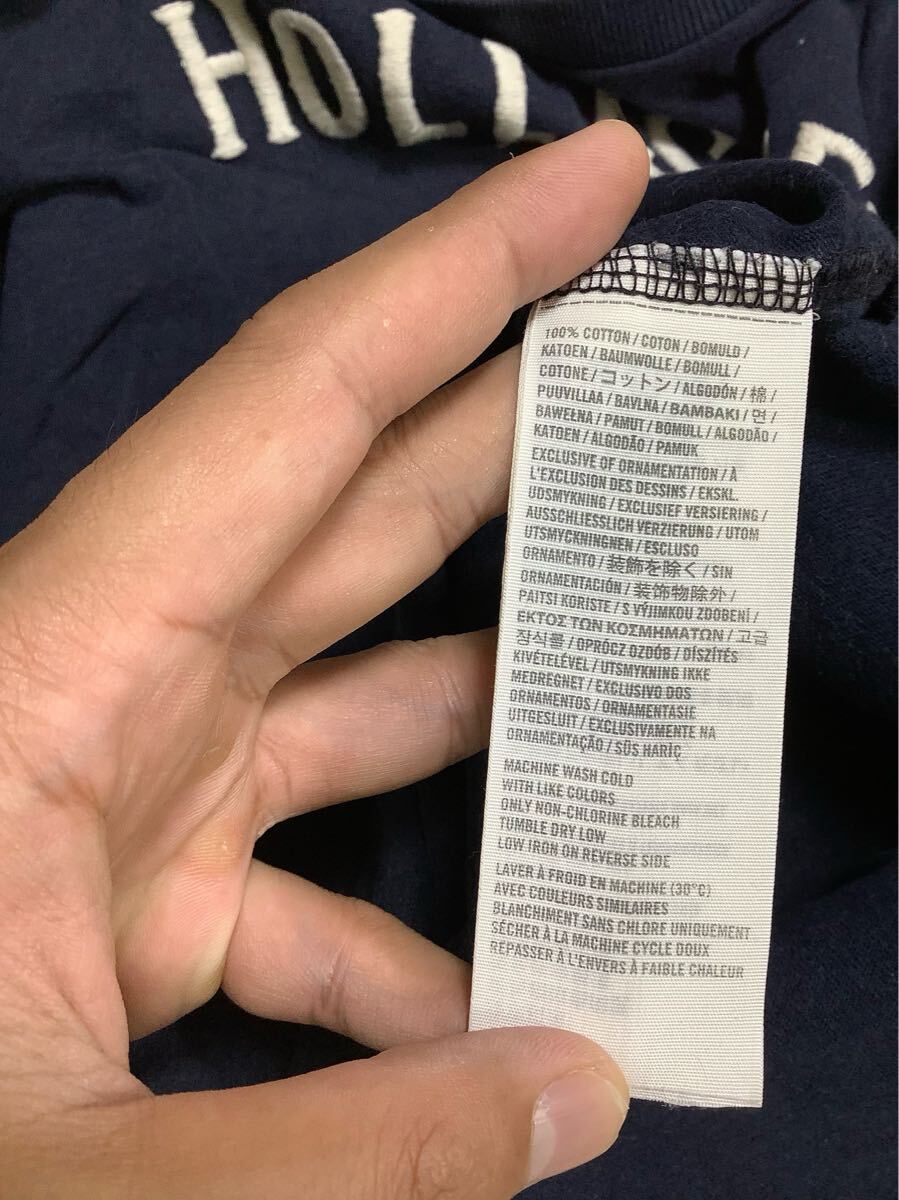 HOLL
100% COTTON / COTON / BOMULD /
KATOEN / BAUMWOLLE / BOMULL /
COTONE / コットン / ALGODÓN / 棉 /
PUUVILLAA / BAVLNA / BAMBAKI / 면 /
BAWEŁNA / PAMUT / BOMULL / ALGODÃO /
KATOEN / ALGODÃO / PAMUK
EXCLUSIVE OF ORNAMENTATION / À
L'EXCLUSION DES DESSINS / EKSKL.
UDSMYKNING / EXCLUSIEF VERSIERING /
AUSSCHLIESSLICH VERZIERUNG / UTOM
UTSMYCKNINGNEN / ESCLUSO
ORNAMENTO / 装飾を除く / SIN
ORNAMENTACIÓN / 装饰物除外 /
PAITSI KORISTE / S VÝJIMKOU ZDOBENÍ /
ΕΚΤΟΣ ΤΩΝ ΚΟΣΜΗΜΑΤΩΝ / 고급
장식물 / OPRÓCZ OZDÓB / DÍSZÍTÉS
KIVÉTELÉVEL / UTSMYKNING IKKE
MEDREGNET / EXCLUSIVO DOS
ORNAMENTOS / ORNAMENTASIE
UITGESLUIT / EXCLUSIVAMENTE NA
ORNAMENTAÇÃO / SÜS HARİÇ
MACHINE WASH COLD
WITH LIKE COLORS
ONLY NON-CHLORINE BLEACH
TUMBLE DRY LOW
LOW IRON ON REVERSE SIDE
LAVER À FROID EN MACHINE (30°C)
AVEC COULEURS SIMILAIRES
BLANCHIMENT SANS CHLORE UNIQUEMENT
SÉCHER À LA MACHINE CYCLE DOUX
REPASSER À L'ENVERS À FAIBLE CHALEUR